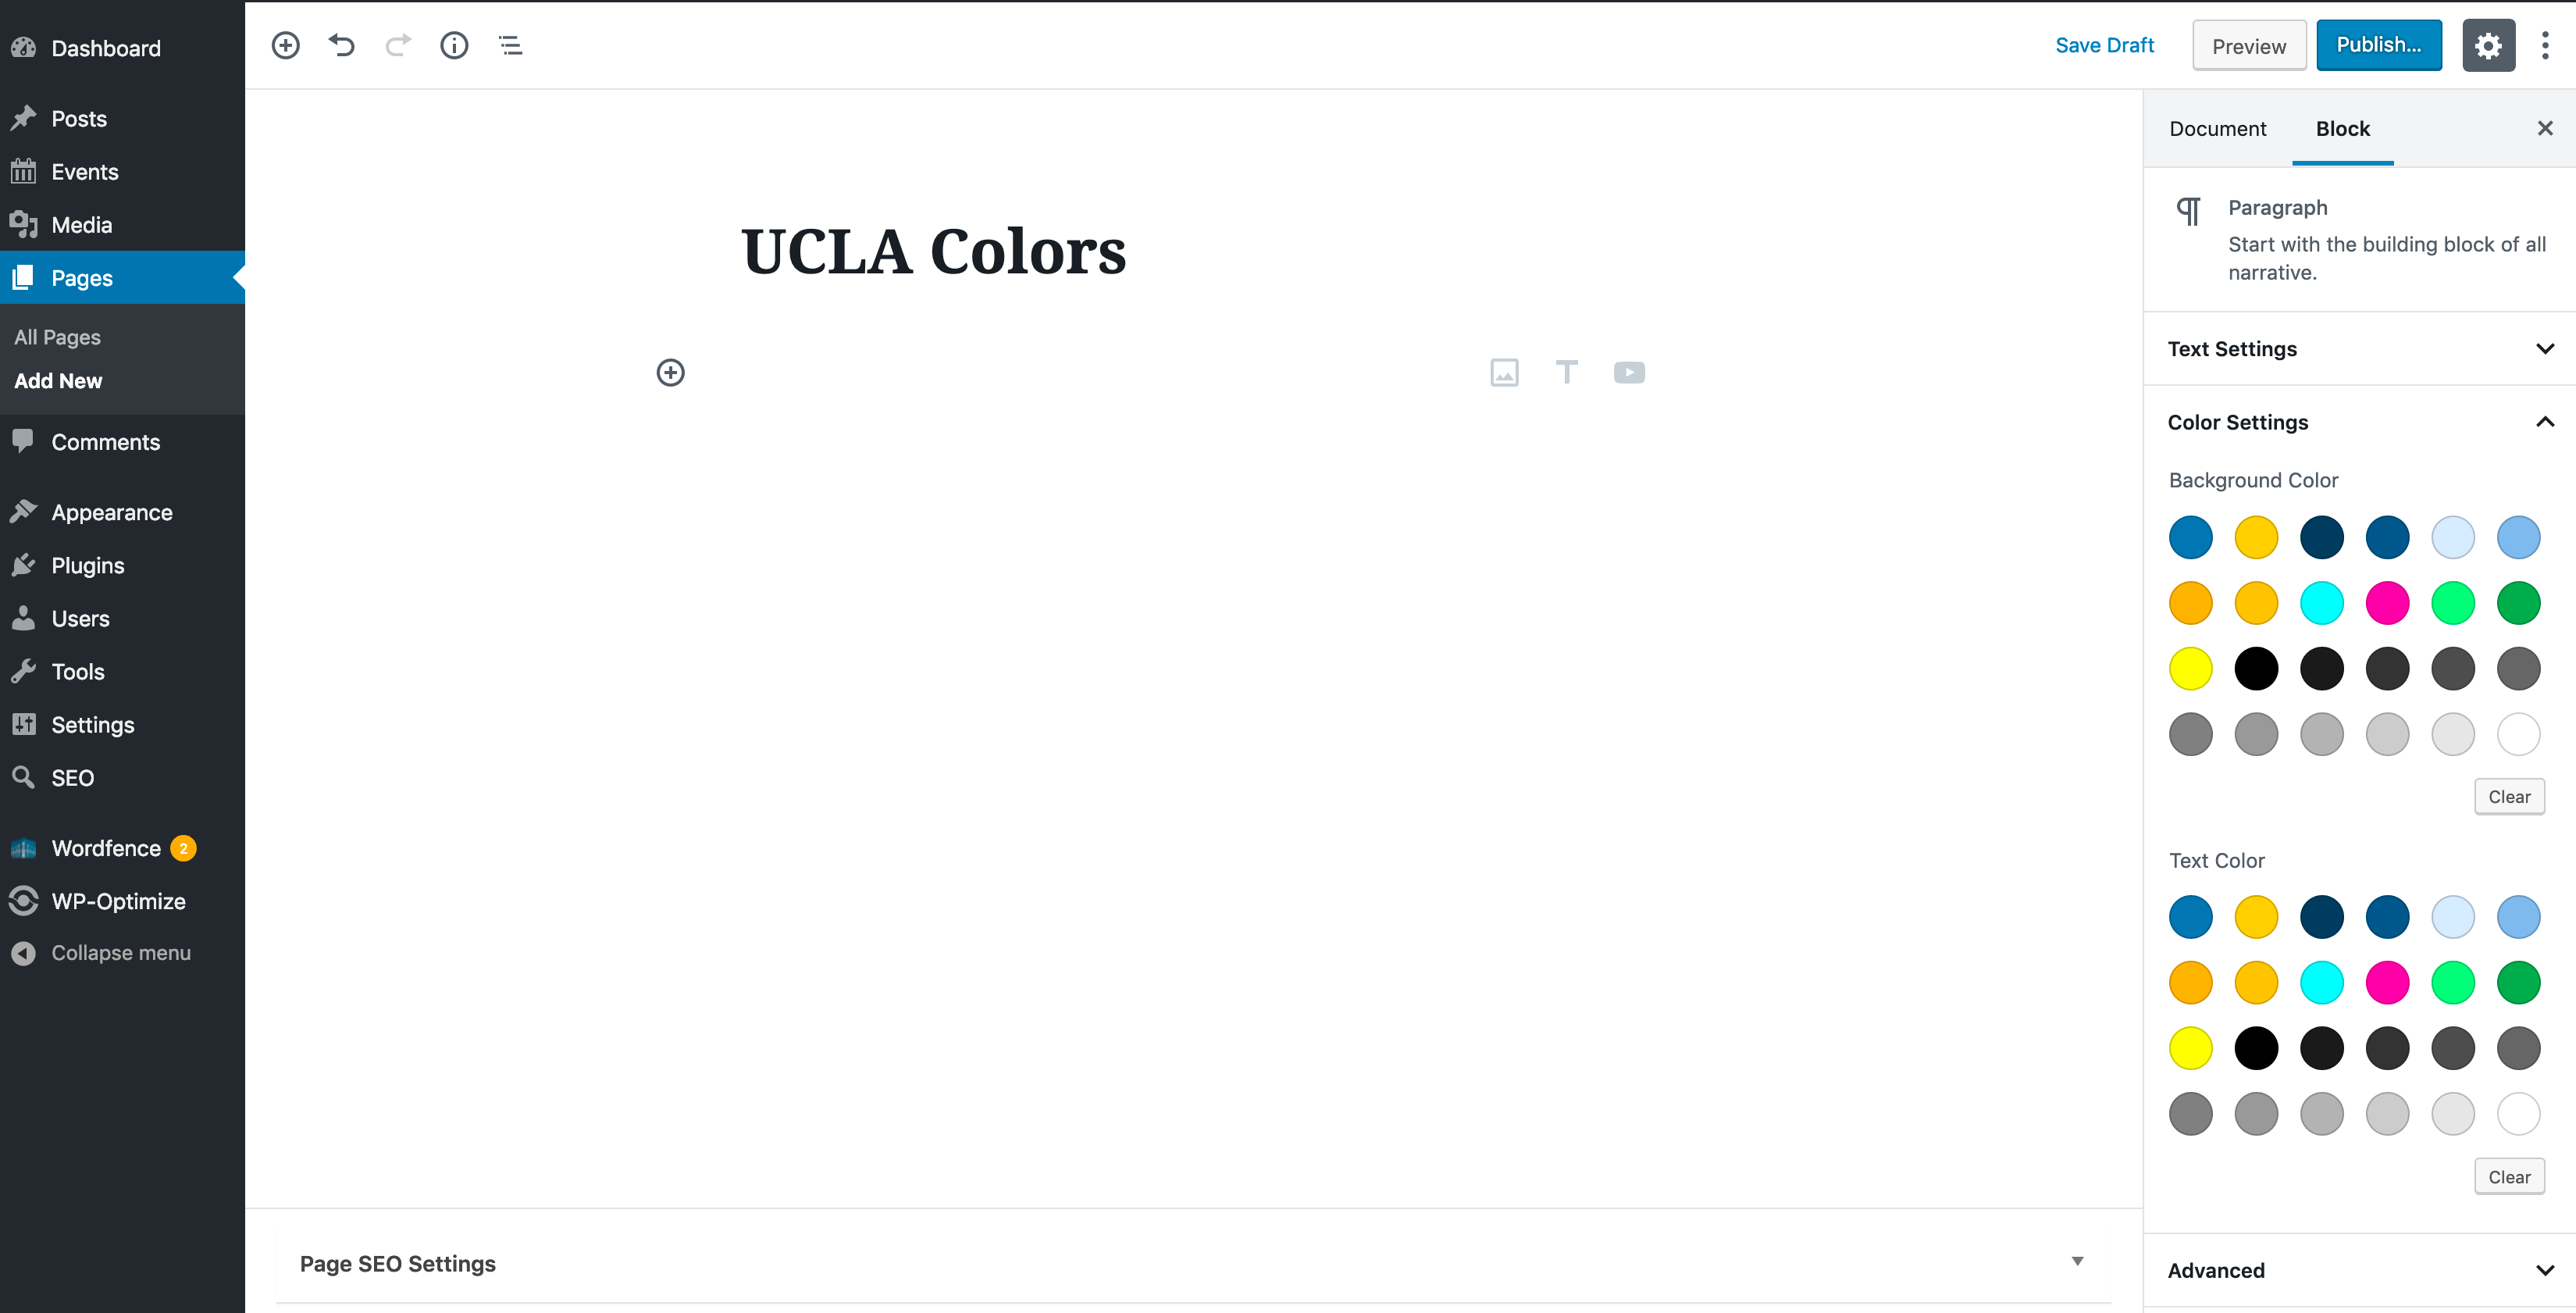 Dashboard
Posts
Events
Media
Pages
All Pages
Add New
Comments
Appearance
Plugins
Users
Tools
Settings
SEO
Wordfence 2
WP-Optimize
Collapse menu
Save Draft
Preview
Publish...
UCLA Colors
T
Page SEO Settings
Document
Block
Paragraph
Start with the building block of all
narrative.
Text Settings
Color Settings
Background Color
Clear
Text Color
Clear
Advanced